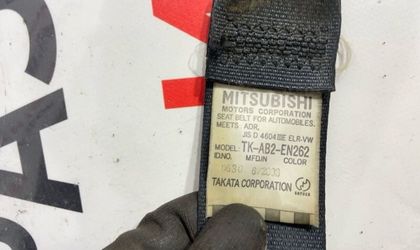 MITSUBISHI
MOTORS CORPORATION
SEAT BELT FOR AUTOMOBILES.
MEETS ADR,
JIS D 4604 ELR-VW
MODEL TK-AB2-EN262
ID.NO. MFD.IN COLOR
TAKATA CORPORATION